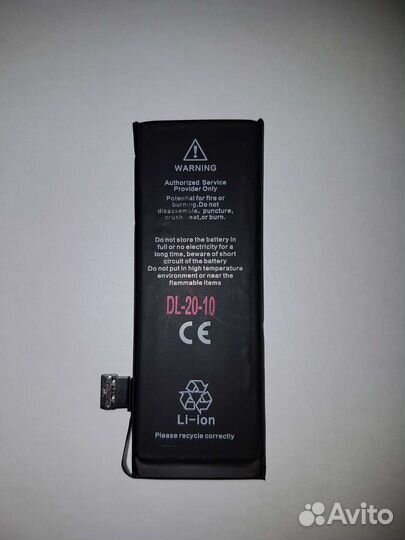 WARNING
Authorized Service
Provider Only
Potential for fire or
burning.Do not
disassemble, puncture,
crush,heat,or burn.
Do not store the battery in
full or no electricity for a long
time, beware of short
circuit of the battery
Do not put in high temperature
environment or near the
flammable items
DL-20-10
CE
Li-ion
Please recycle correctly
Avito